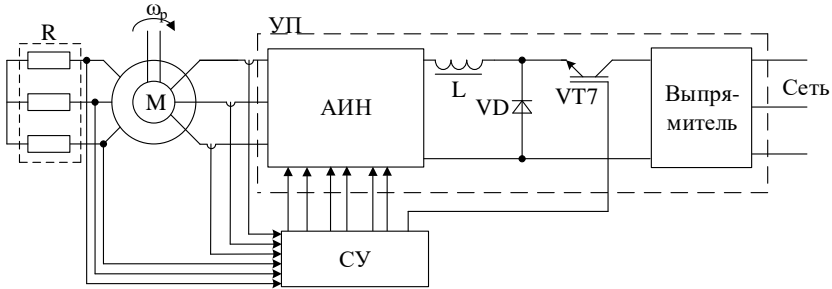 ωр
УП
R
М
АИН
L
VD
VT7
Выпря-
митель
Сеть
СУ